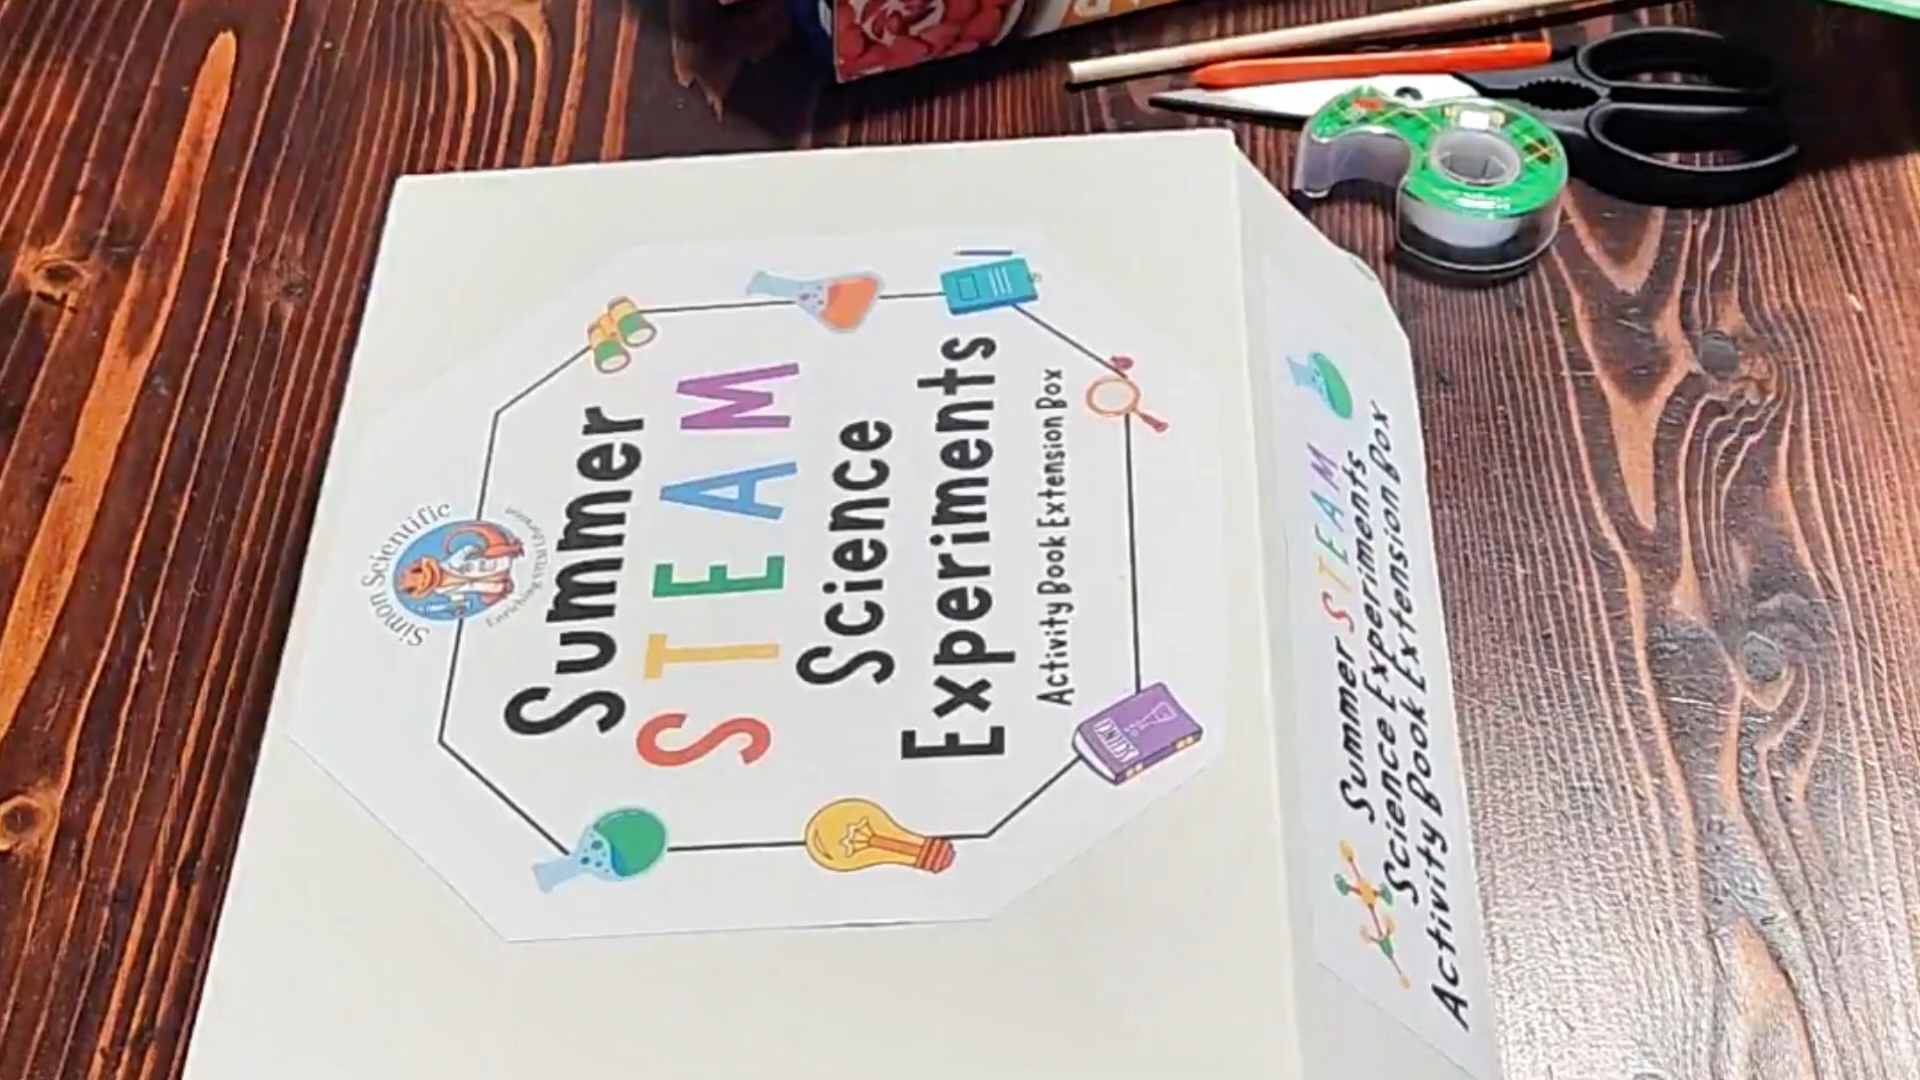 Simon Scientific
Summer
STEAM
Science
Experiments
Activity Book Extension Box
Summer STEAM
Science Experiments
Activity Book Extension Box